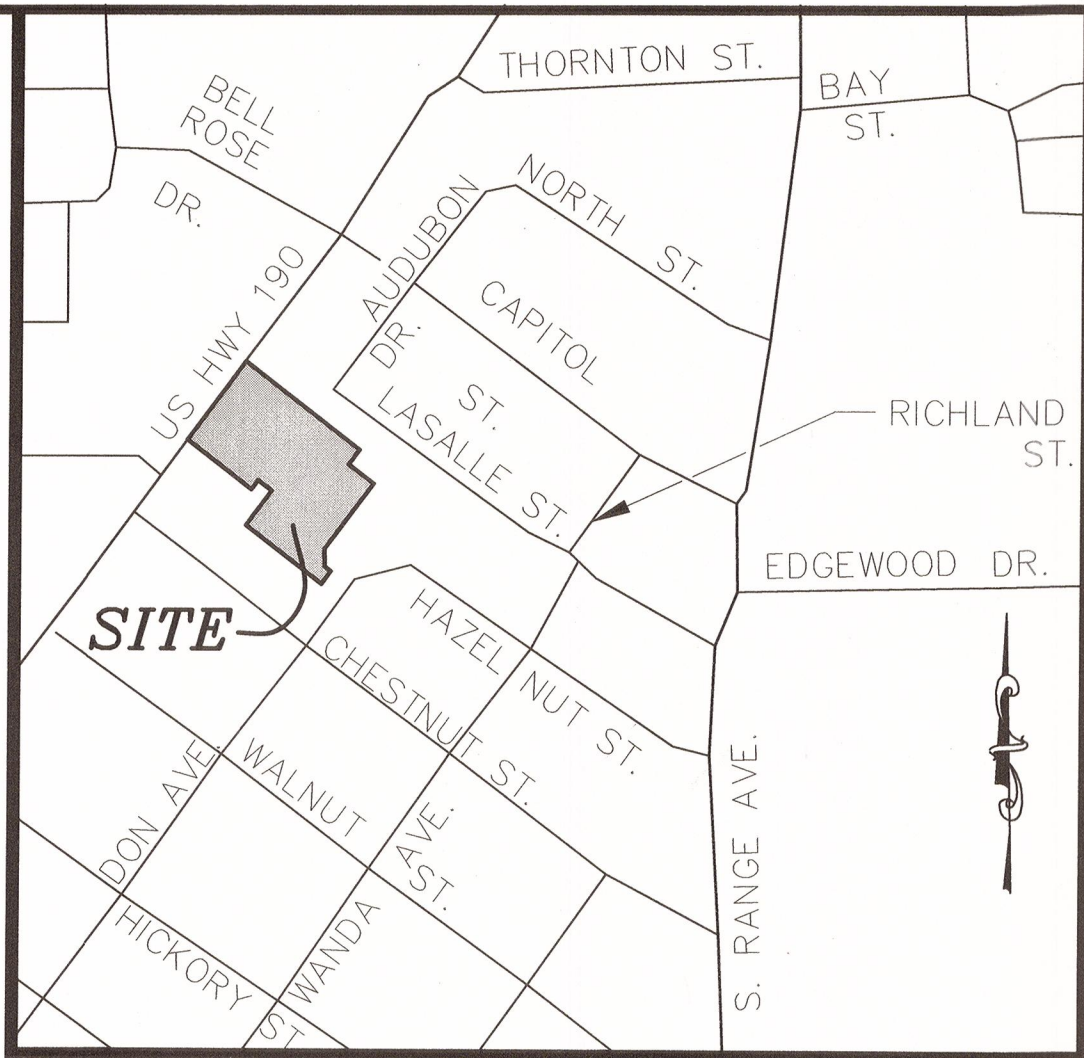 THORNTON ST.
BAY
ST.
BELL
ROSE
DR.
NORTH ST.
AUDUBON
DR.
US HWY 190
CAPITOL
ST.
LASALLE ST.
RICHLAND
ST.
EDGEWOOD DR.
SITE
HAZEL NUT ST.
CHESTNUT ST.
WALNUT
ST.
DON AVE.
WANDA AVE.
HICKORY
ST
S. RANGE AVE.